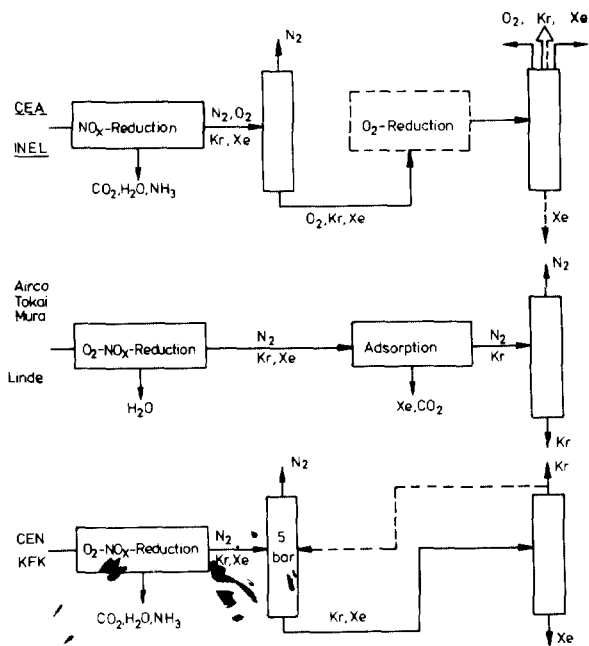 O₂, Kr, Xe
N₂
CEA
INEL
NOₓ-Reduction
N₂,O₂
Kr,Xe
O₂-Reduction
CO₂,H₂O,NH₃
O₂,Kr,Xe
Xe
N₂
Airco
Tokai
Mura
Linde
O₂-NOₓ-Reduction
N₂
Kr,Xe
Adsorption
N₂
Kr
H₂O
Xe,CO₂
Kr
Kr
N₂
CEN
KFK
O₂-NOₓ-Reduction
N₂
Kr,Xe
5
bar
CO₂,H₂O,NH₃
Kr,Xe
Xe